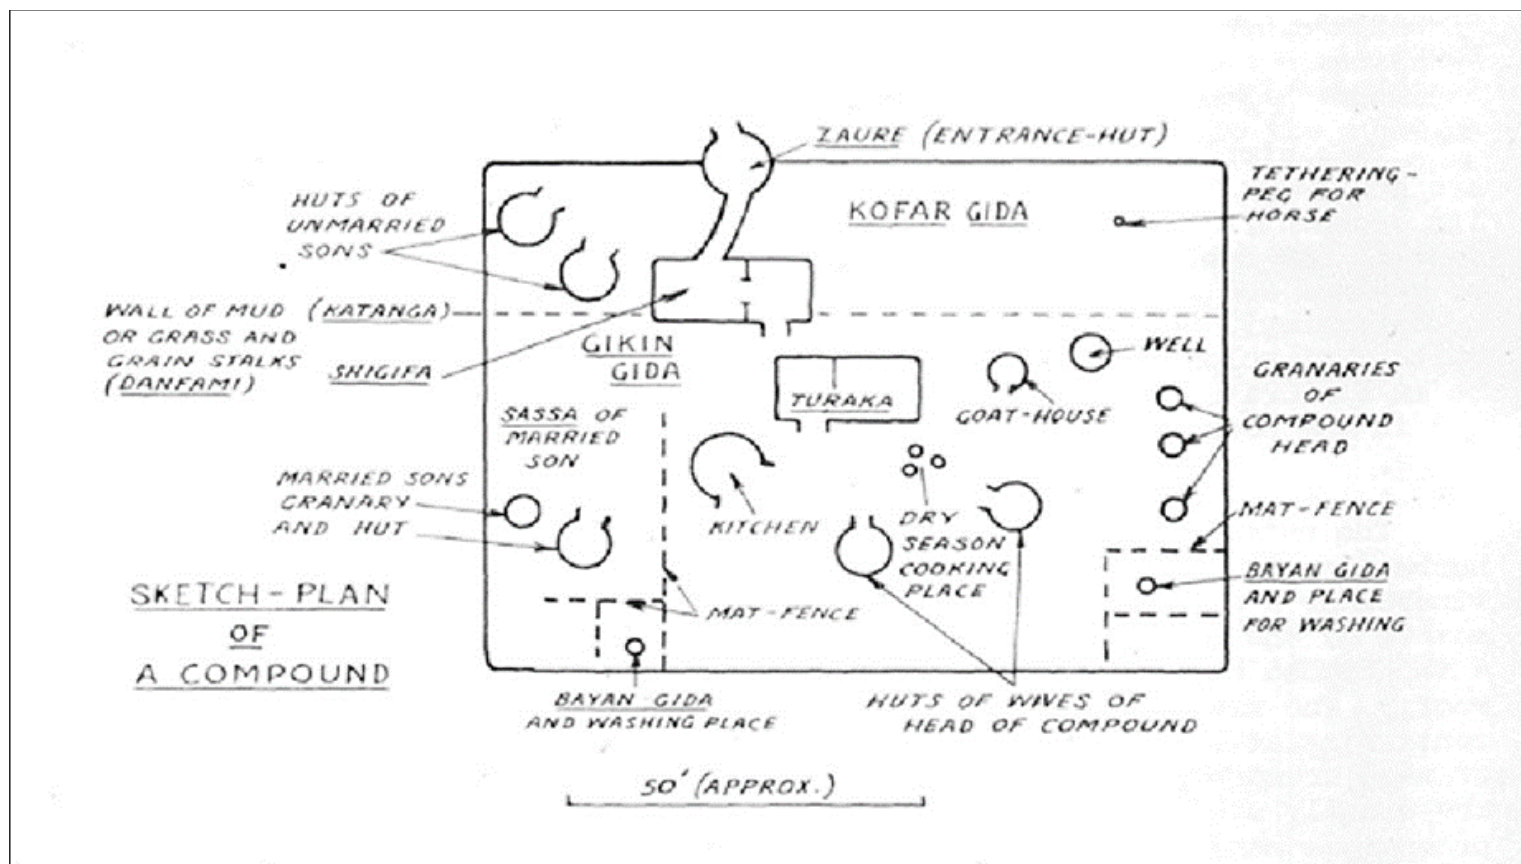 ZAURE (ENTRANCE-HUT)
TETHERING-
PEG FOR
HORSE
HUTS OF
UNMARRIED
SONS
KOFAR GIDA
WALL OF MUD (KATANGA)
OR GRASS AND
GRAIN STALKS
(DANFAMI)
SHIGIFA
GIKIN
GIDA
WELL
GRANARIES
OF
COMPOUND
HEAD
TURAKA
GOAT-HOUSE
SASSA OF
MARRIED
SON
MARRIED SONS
GRANARY
AND HUT
KITCHEN
DRY
SEASON
COOKING
PLACE
MAT-FENCE
BAYAN GIDA
AND PLACE
FOR WASHING
MAT-FENCE
SKETCH-PLAN
OF
A COMPOUND
BAYAN GIDA
AND WASHING PLACE
HUTS OF WIVES OF
HEAD OF COMPOUND
50' (APPROX.)